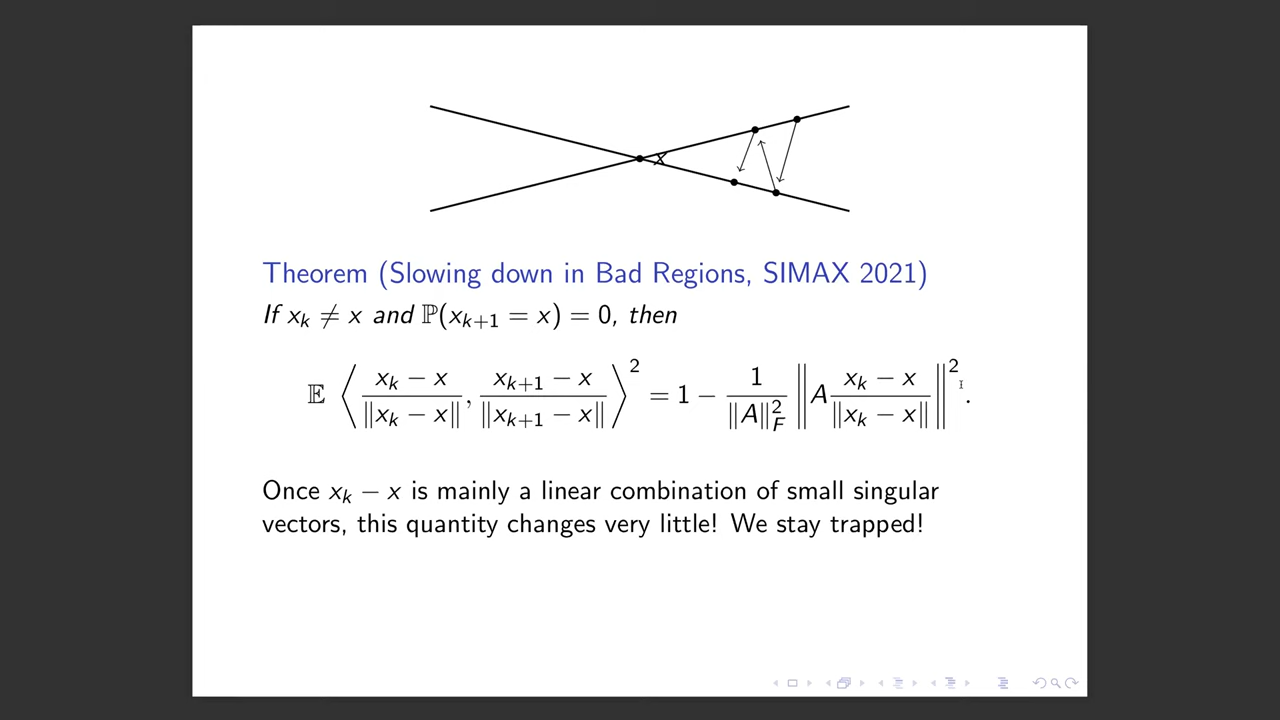 x
Theorem (Slowing down in Bad Regions, SIMAX 2021)
If x_k ≠ x and ℙ(x_{k+1} = x) = 0, then
𝔼 ⟨ (x_k − x)/‖x_k − x‖ , (x_{k+1} − x)/‖x_{k+1} − x‖ ⟩² = 1 − (1/‖A‖_F²) ‖ A (x_k − x)/‖x_k − x‖ ‖² .
Once x_k − x is mainly a linear combination of small singular
vectors, this quantity changes very little! We stay trapped!